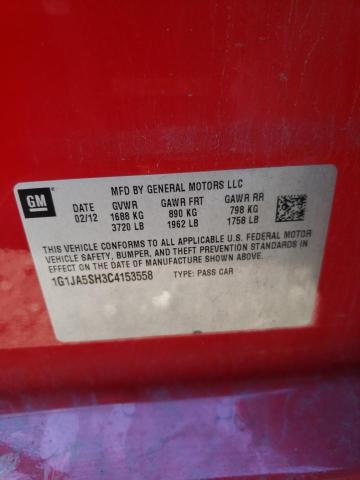 GM
MFD BY GENERAL MOTORS LLC
DATE GVWR GAWR FRT GAWR RR
02/12 1688 KG 890 KG 798 KG
3720 LB 1962 LB 1758 LB
THIS VEHICLE CONFORMS TO ALL APPLICABLE U.S. FEDERAL MOTOR
VEHICLE SAFETY, BUMPER, AND THEFT PREVENTION STANDARDS IN
EFFECT ON THE DATE OF MANUFACTURE SHOWN ABOVE.
1G1JA5SH3C4153558 TYPE: PASS CAR